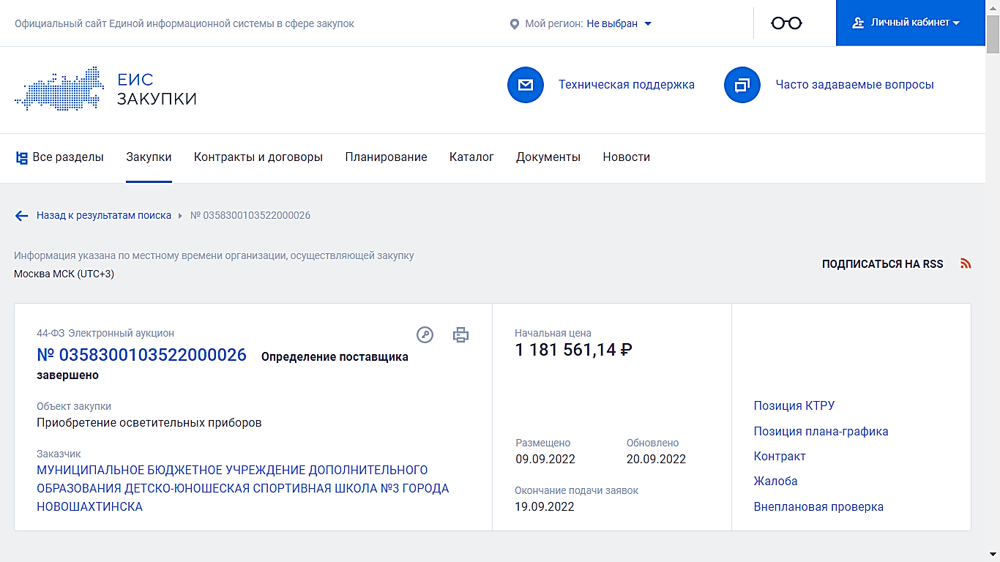 Официальный сайт Единой информационной системы в сфере закупок
Мой регион: Не выбран
Личный кабинет
ЕИС
ЗАКУПКИ
Техническая поддержка
Часто задаваемые вопросы
Все разделы Закупки Контракты и договоры Планирование Каталог Документы Новости
Назад к результатам поиска № 0358300103522000026
Информация указана по местному времени организации, осуществляющей закупку
Москва МСК (UTC+3)
ПОДПИСАТЬСЯ НА RSS
44-ФЗ Электронный аукцион
№ 0358300103522000026 Определение поставщика
завершено
Объект закупки
Приобретение осветительных приборов
Заказчик
МУНИЦИПАЛЬНОЕ БЮДЖЕТНОЕ УЧРЕЖДЕНИЕ ДОПОЛНИТЕЛЬНОГО
ОБРАЗОВАНИЯ ДЕТСКО-ЮНОШЕСКАЯ СПОРТИВНАЯ ШКОЛА №3 ГОРОДА
НОВОШАХТИНСКА
Начальная цена
1 181 561,14 ₽
Размещено Обновлено
09.09.2022 20.09.2022
Окончание подачи заявок
19.09.2022
Позиция КТРУ
Позиция плана-графика
Контракт
Жалоба
Внеплановая проверка